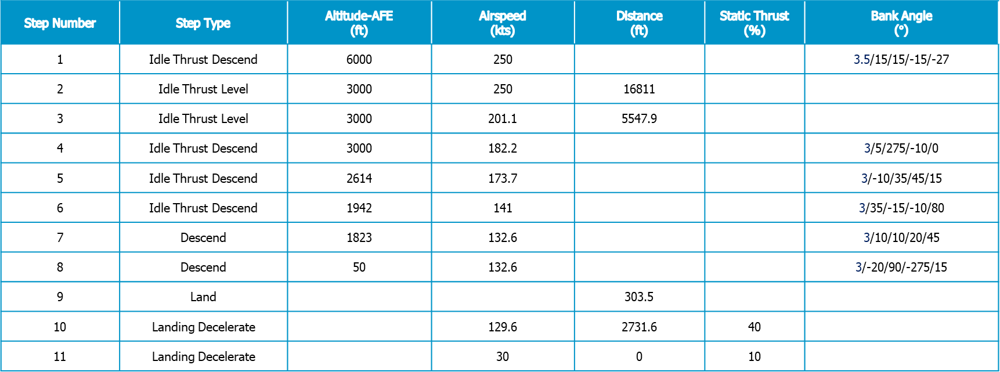 Step Number Step Type Altitude-AFE (ft) Airspeed (kts) Distance (ft) Static Thrust (%) Bank Angle (°)
1 Idle Thrust Descend 6000 250 3.5/15/15/-15/-27
2 Idle Thrust Level 3000 250 16811
3 Idle Thrust Level 3000 201.1 5547.9
4 Idle Thrust Descend 3000 182.2 3/5/275/-10/0
5 Idle Thrust Descend 2614 173.7 3/-10/35/45/15
6 Idle Thrust Descend 1942 141 3/35/-15/-10/80
7 Descend 1823 132.6 3/10/10/20/45
8 Descend 50 132.6 3/-20/90/-275/15
9 Land 303.5
10 Landing Decelerate 129.6 2731.6 40
11 Landing Decelerate 30 0 10